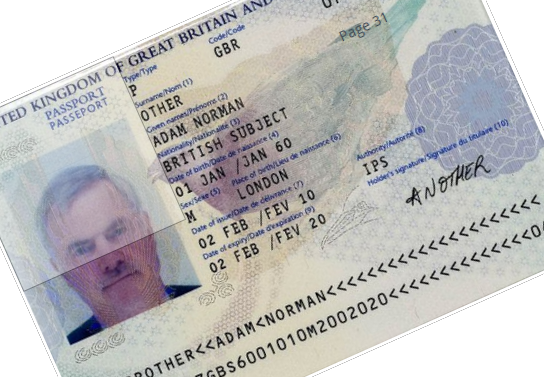 TED KINGDOM OF GREAT BRITAIN AND
PASSPORT
PASSEPORT
Type/Type
P
Code/Code
GBR
Page 31
Surname/Nom (1)
OTHER
Given names/Prénoms (2)
ADAM NORMAN
Nationality/Nationalité (3)
BRITISH SUBJECT
Date of birth/Date de naissance (4)
01 JAN /JAN 60
Sex/Sexe (5) Place of birth/Lieu de naissance (6)
M LONDON
Date of issue/Date de délivrance (7)
02 FEB /FEV 10
Authority/Autorité (8)
IPS
Date of expiry/Date d'expiration (9)
02 FEB /FEV 20
Holder's signature/Signature du titulaire (10)
ANOTHER
ROTHER<<ADAM<NORMAN<<<<<<<<<<<<<<<<<<<
7GBS6001010M2002020<<<<<<<<<<<<<<